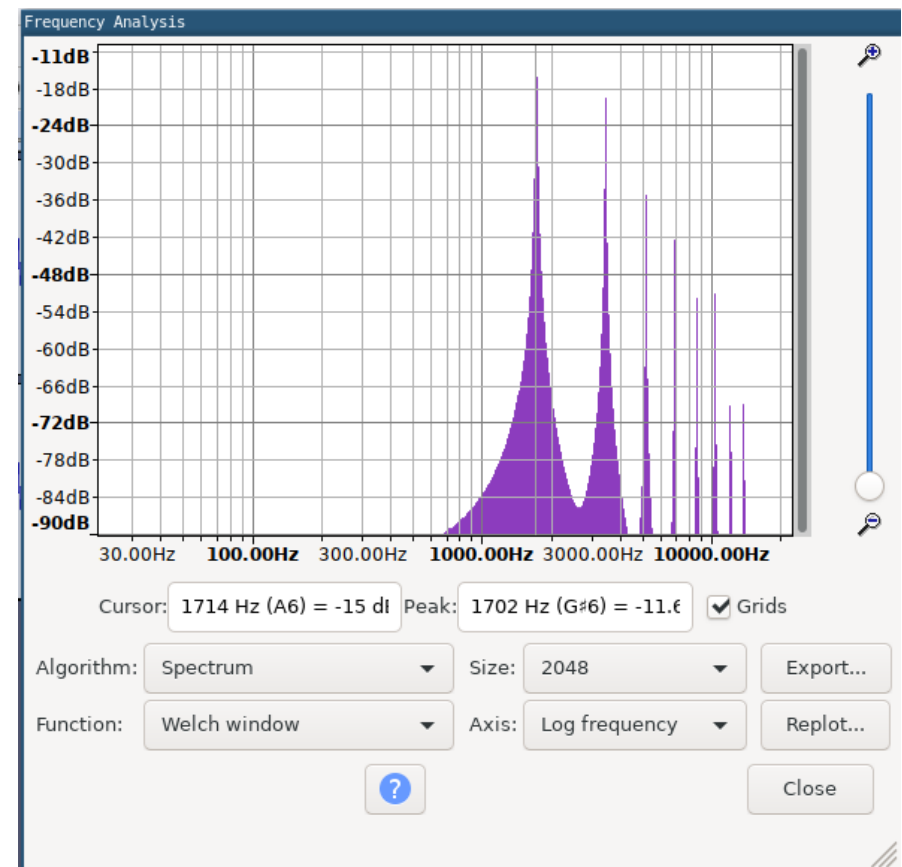 Frequency Analysis
-11dB
-18dB
-24dB
-30dB
-36dB
-42dB
-48dB
-54dB
-60dB
-66dB
-72dB
-78dB
-84dB
-90dB
30.00Hz 100.00Hz 300.00Hz 1000.00Hz 3000.00Hz 10000.00Hz
Cursor: 1714 Hz (A6) = -15 dB Peak: 1702 Hz (G♯6) = -11.6 Grids
Algorithm: Spectrum Size: 2048 Export...
Function: Welch window Axis: Log frequency Replot...
? Close